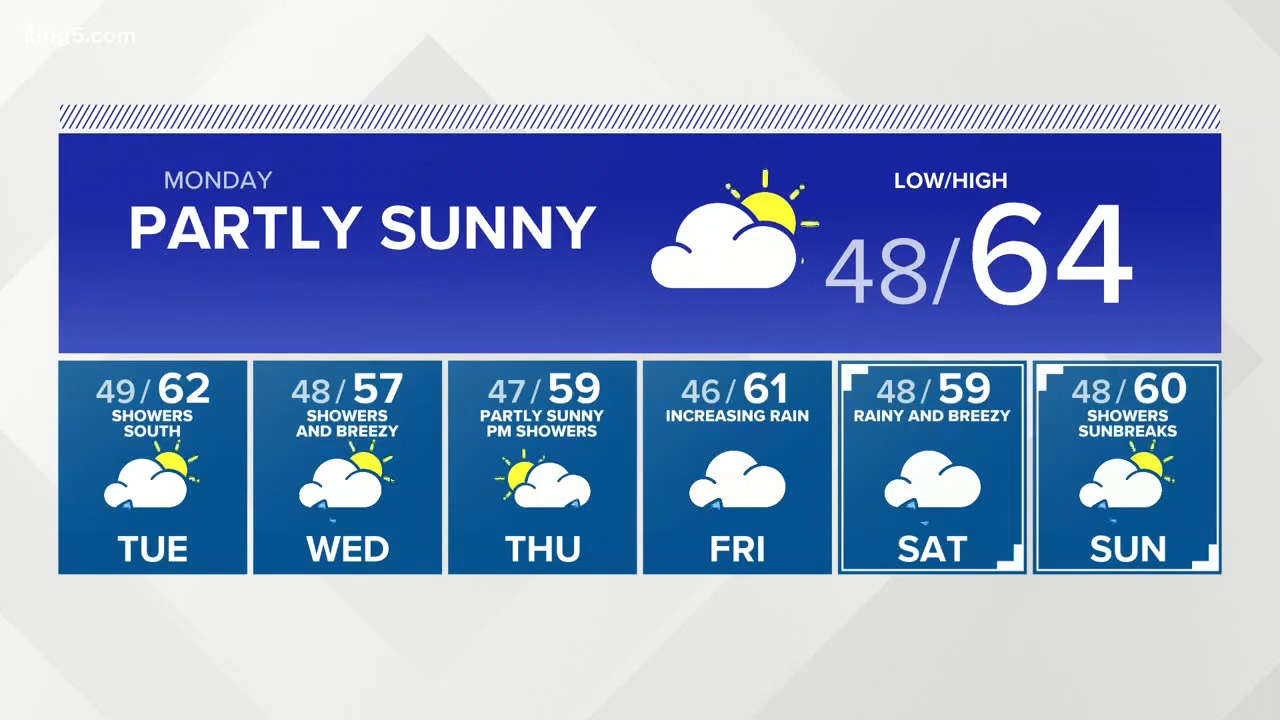 king5.com
MONDAY
PARTLY SUNNY
LOW/HIGH
48/64
49/62
SHOWERS
SOUTH
TUE
48/57
SHOWERS
AND BREEZY
WED
47/59
PARTLY SUNNY
PM SHOWERS
THU
46/61
INCREASING RAIN
FRI
48/59
RAINY AND BREEZY
SAT
48/60
SHOWERS
SUNBREAKS
SUN